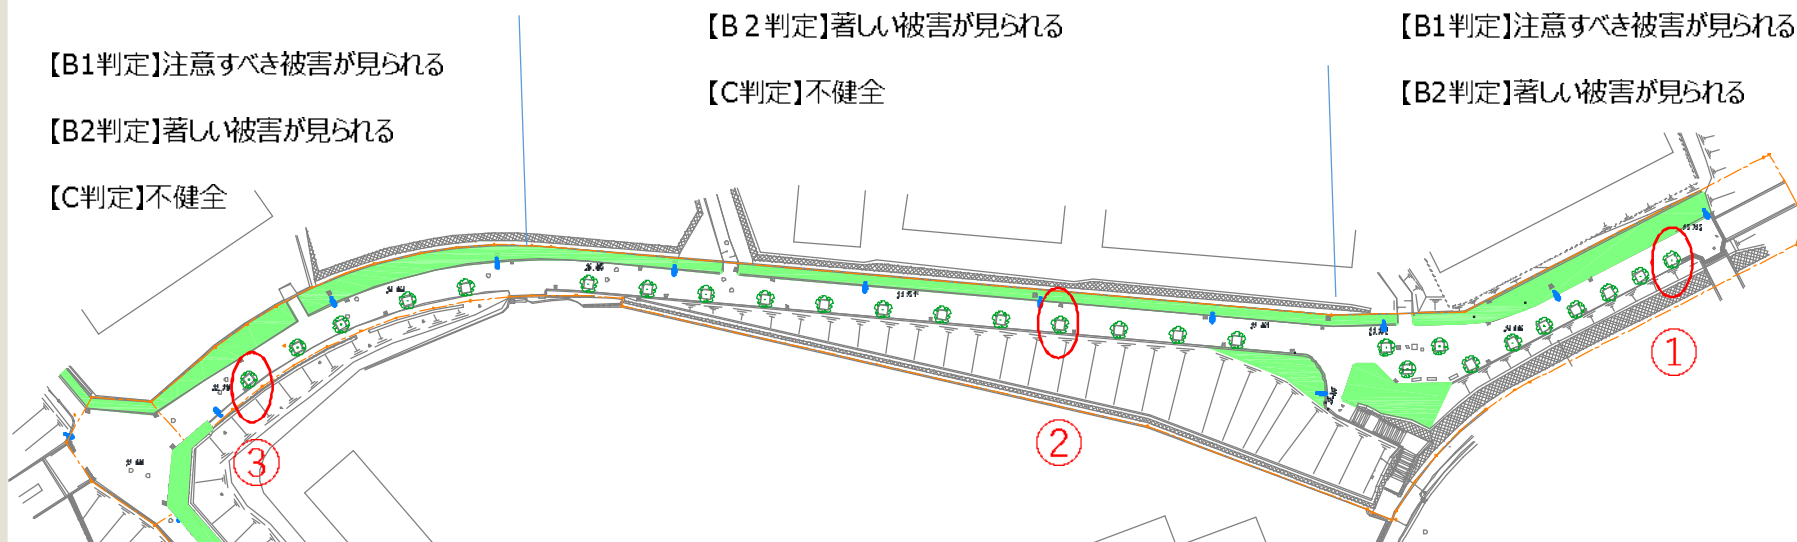 【B1判定】注意すべき被害が見られる
【B2判定】著しい被害が見られる
【C判定】不健全
【B２判定】著しい被害が見られる
【C判定】不健全
【B1判定】注意すべき被害が見られる
【B2判定】著しい被害が見られる
①
②
③